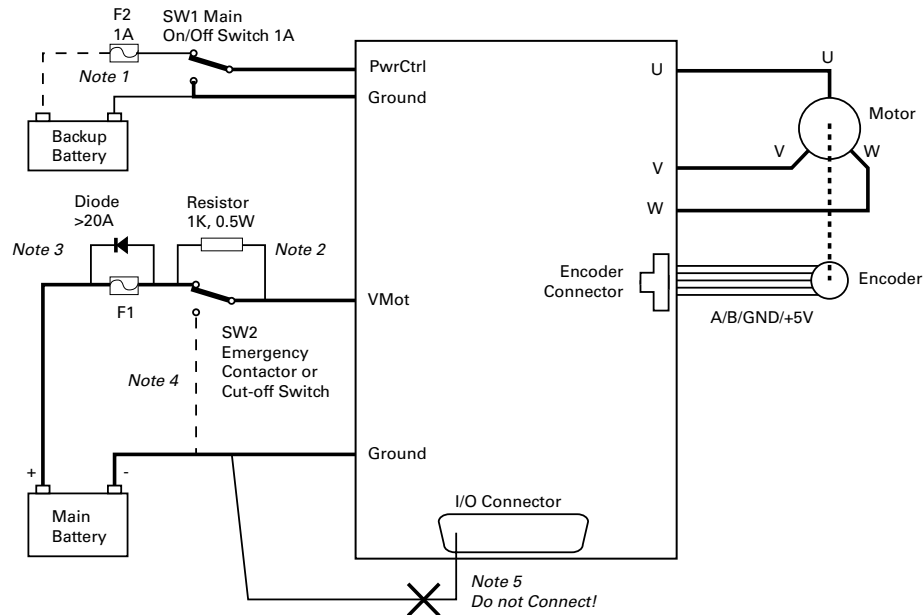 F2
1A
SW1 Main
On/Off Switch 1A
Note 1
Backup
Battery
PwrCtrl
Ground
U
U
Motor
V
W
V
W
Diode
>20A
Resistor
1K, 0.5W
Note 3
Note 2
F1
VMot
SW2
Emergency
Contactor or
Cut-off Switch
Note 4
Encoder
Connector
Encoder
A/B/GND/+5V
Ground
+
-
Main
Battery
I/O Connector
Note 5
Do not Connect!